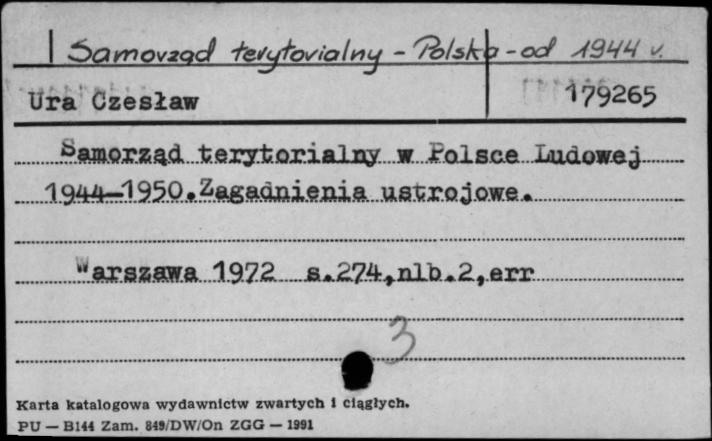 Samorząd terytorialny - Polska - od 1944 r.
Ura Czesław 179265
Samorząd terytorialny w Polsce Ludowej
1944-1950.Zagadnienia ustrojowe.
Warszawa 1972 s.274,nlb.2,err
3
Karta katalogowa wydawnictw zwartych i ciągłych.
PU — B144 Zam. 849/DW/On ZGG — 1991